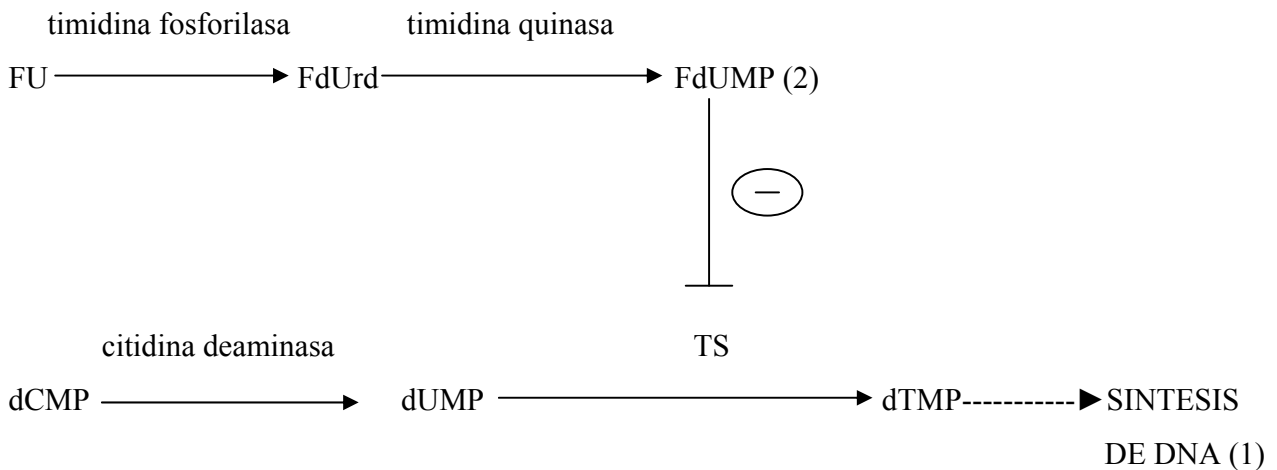 timidina fosforilasa timidina quinasa
FU FdUrd FdUMP (2)
–
citidina deaminasa TS
dCMP dUMP dTMP SINTESIS
DE DNA (1)